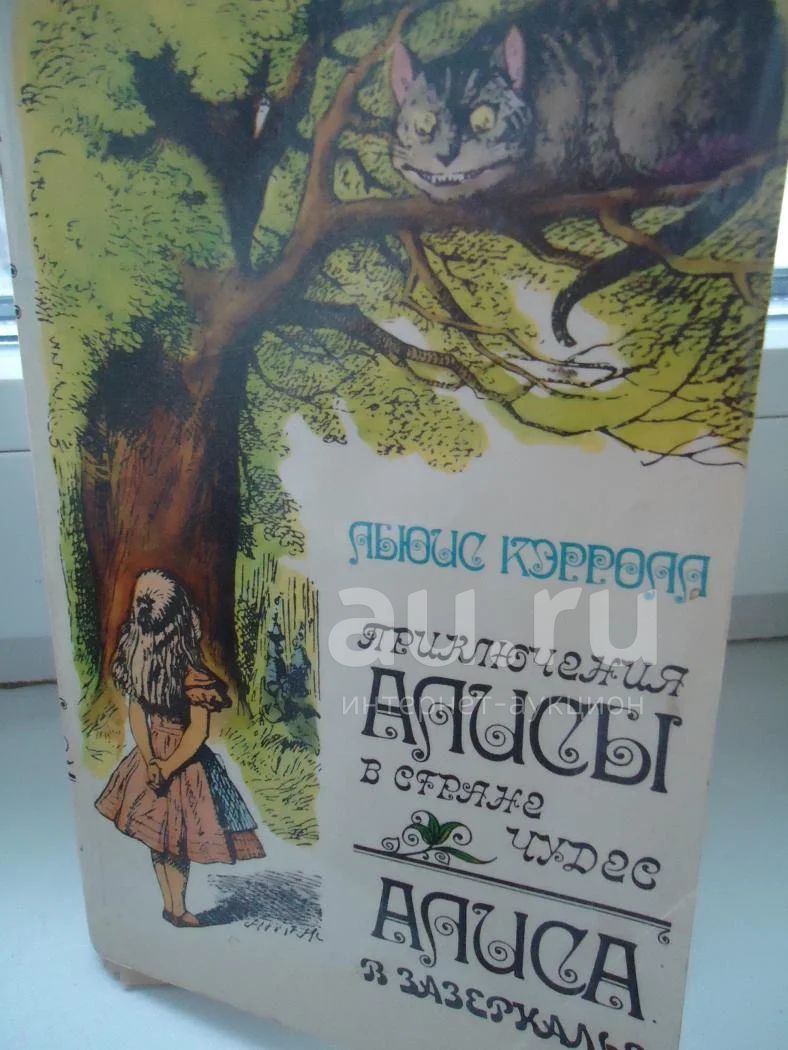 ЛЬЮИС КЭРРОЛЛ
ПРИКЛЮЧЕНИЯ
АЛИСЫ
В СТРАНЕ
ЧУДЕС
АЛИСА
В ЗАЗЕРКАЛЬЕ
au.ru
интернет-аукцион